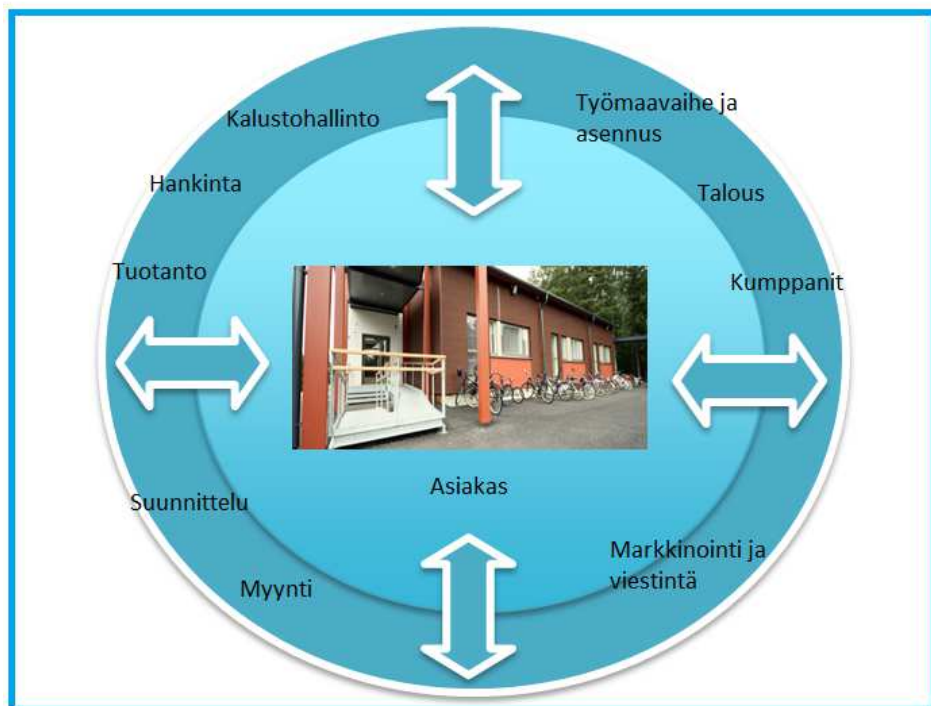 Kalustohallinto
Työmaavaihe ja
asennus
Hankinta
Talous
Tuotanto
Kumppanit
Asiakas
Suunnittelu
Markkinointi ja
viestintä
Myynti